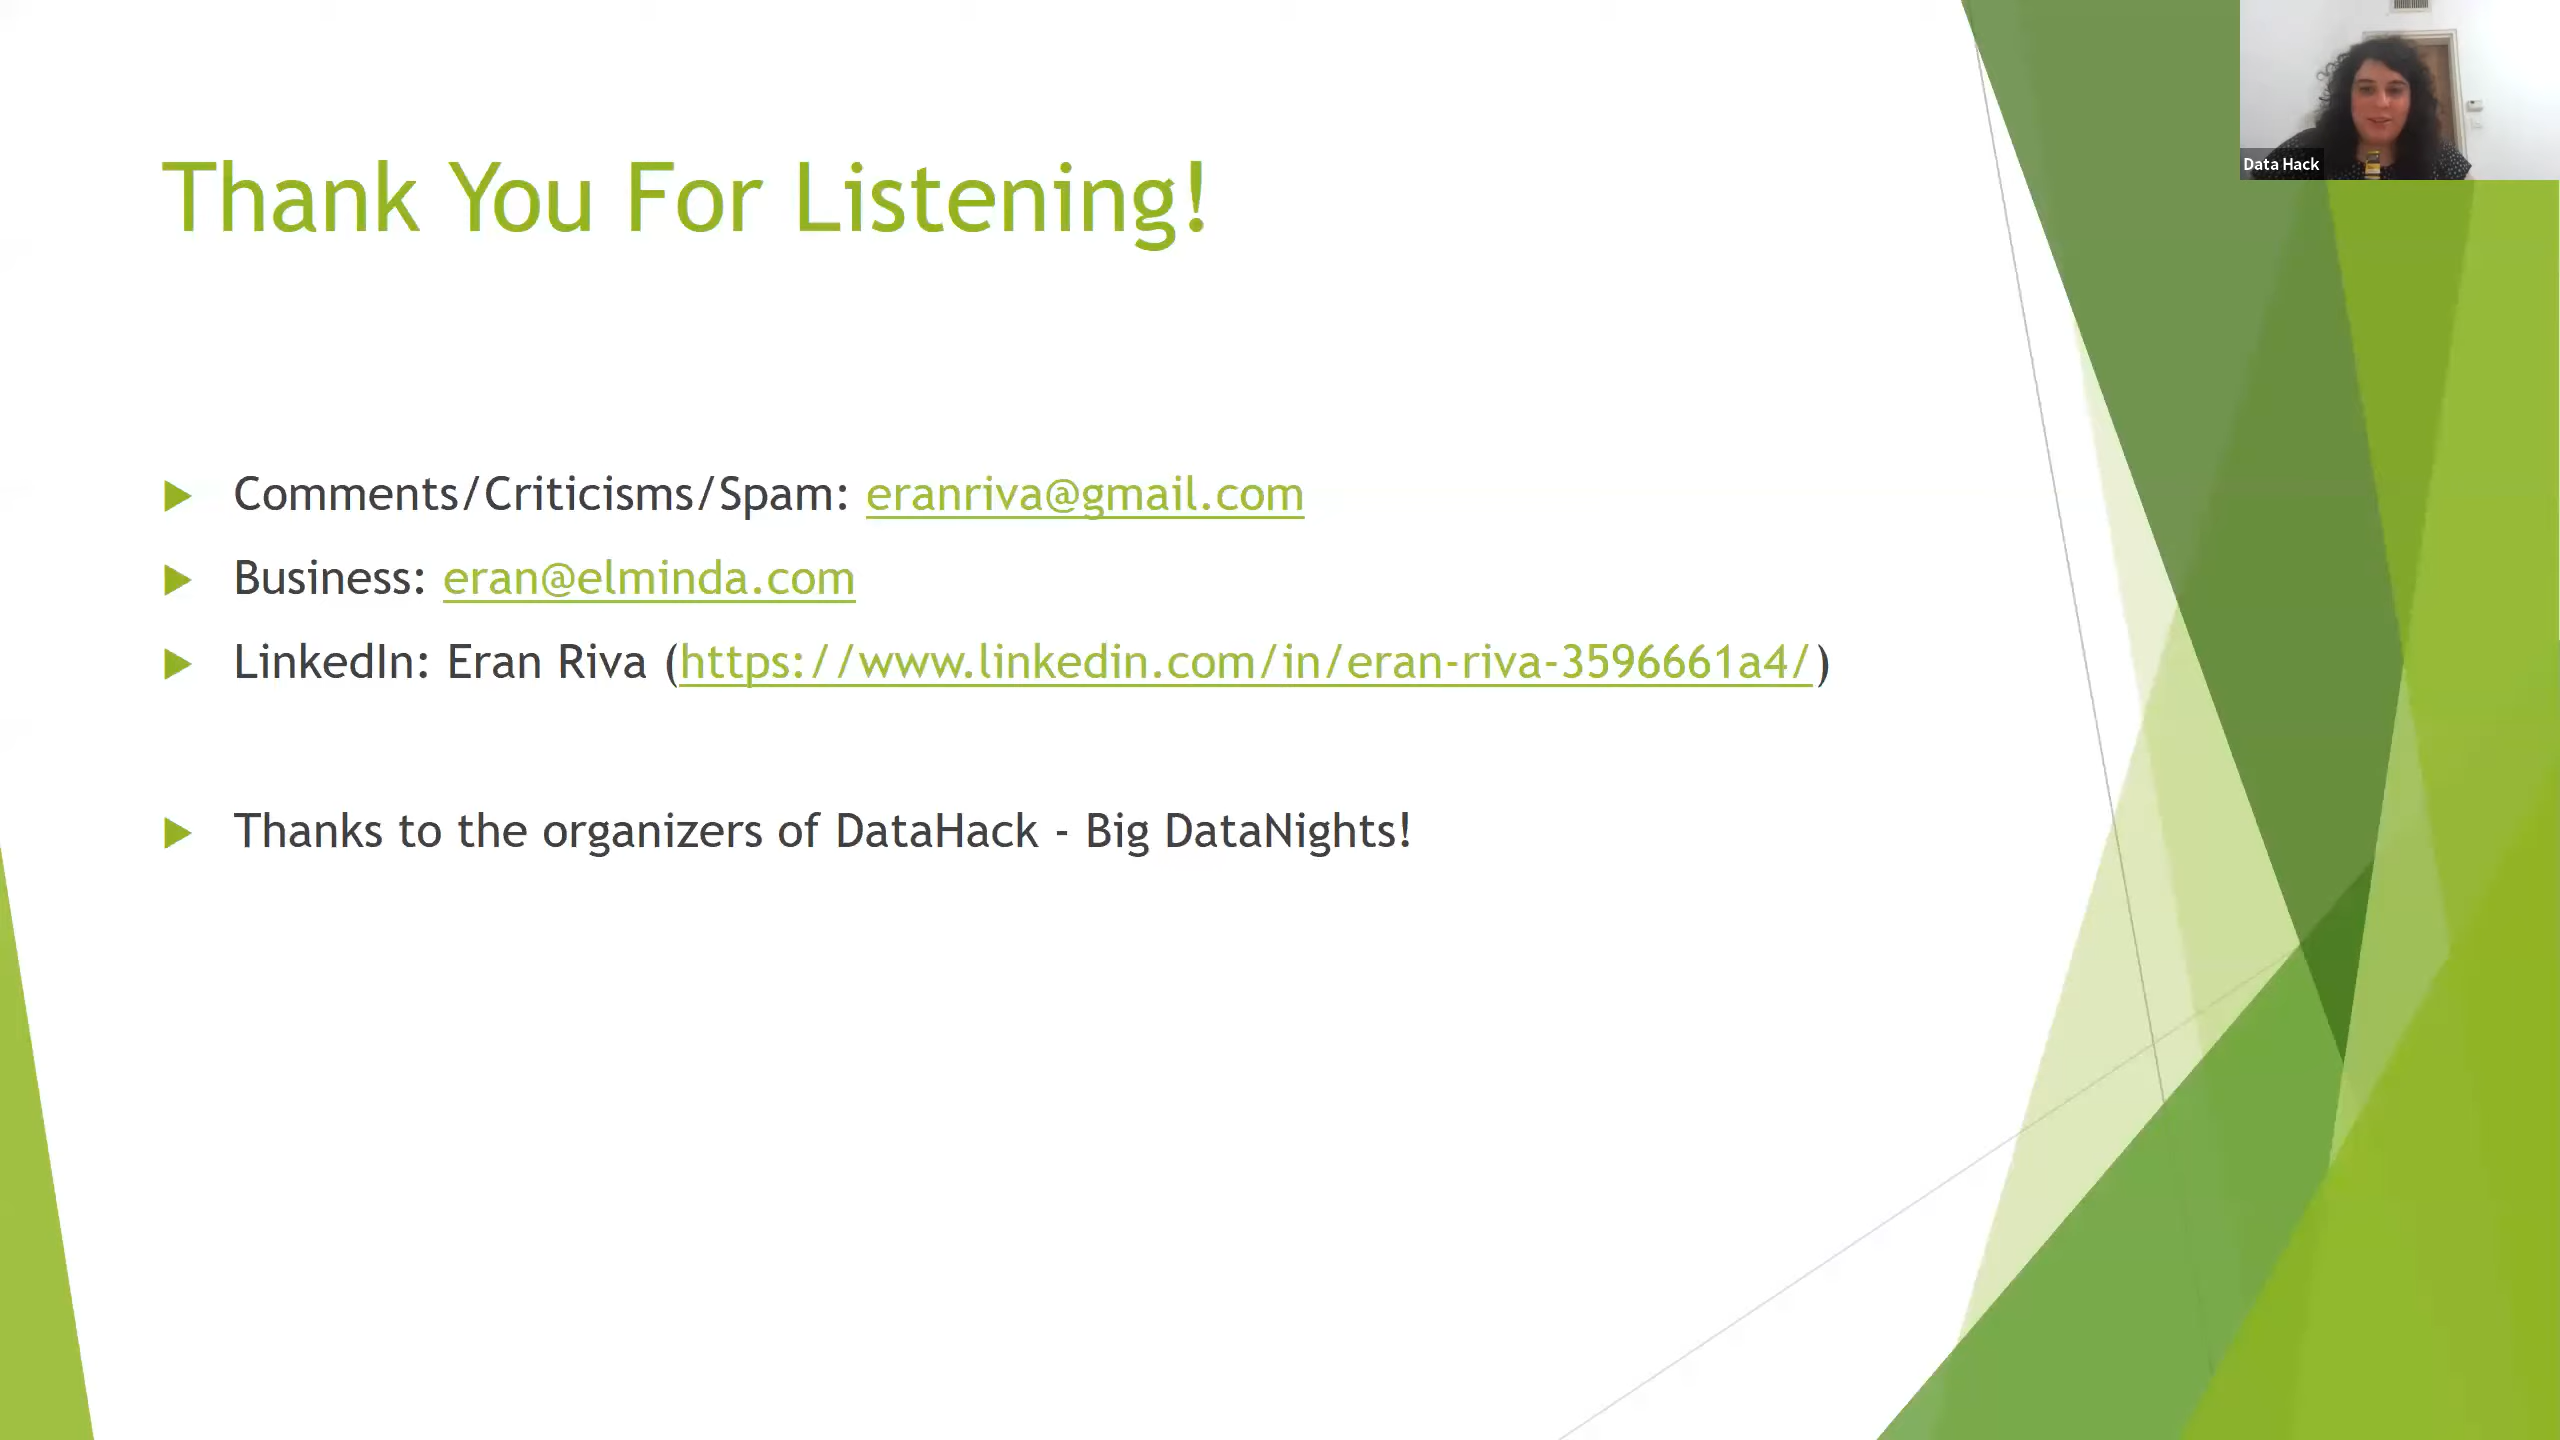 Thank You For Listening!
Comments/Criticisms/Spam: eranriva@gmail.com
Business: eran@elminda.com
LinkedIn: Eran Riva (https://www.linkedin.com/in/eran-riva-3596661a4/)
Thanks to the organizers of DataHack - Big DataNights!
Data Hack